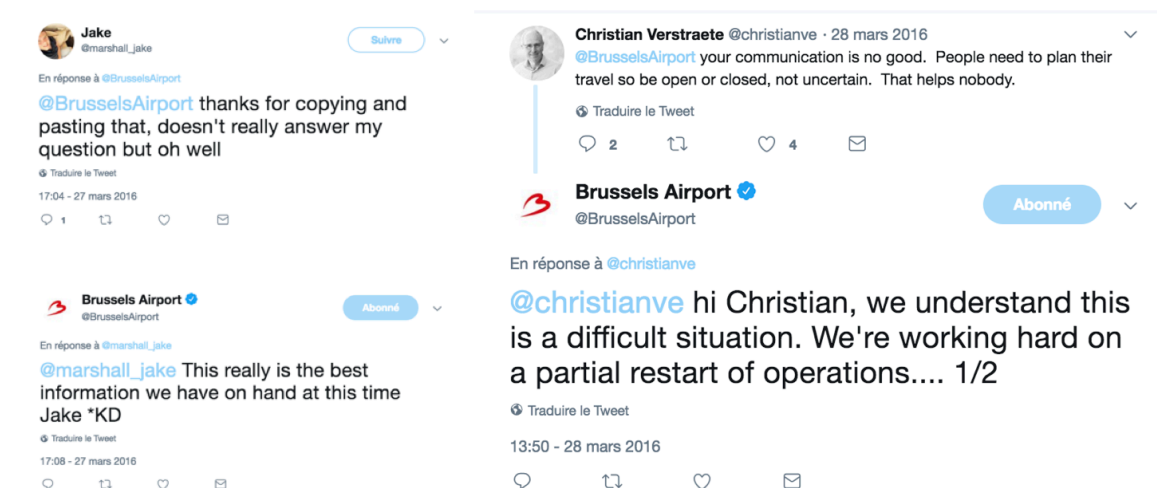 Jake
@marshall_jake
Suivre
En réponse à @BrusselsAirport
@BrusselsAirport thanks for copying and
pasting that, doesn't really answer my
question but oh well
Traduire le Tweet
17:04 - 27 mars 2016
1
Brussels Airport
@BrusselsAirport
Abonné
En réponse à @marshall_jake
@marshall_jake This really is the best
information we have on hand at this time
Jake *KD
Traduire le Tweet
17:08 - 27 mars 2016
Christian Verstraete @christianve · 28 mars 2016
@BrusselsAirport your communication is no good. People need to plan their
travel so be open or closed, not uncertain. That helps nobody.
Traduire le Tweet
2 4
Brussels Airport
@BrusselsAirport
Abonné
En réponse à @christianve
@christianve hi Christian, we understand this
is a difficult situation. We're working hard on
a partial restart of operations.... 1/2
Traduire le Tweet
13:50 - 28 mars 2016